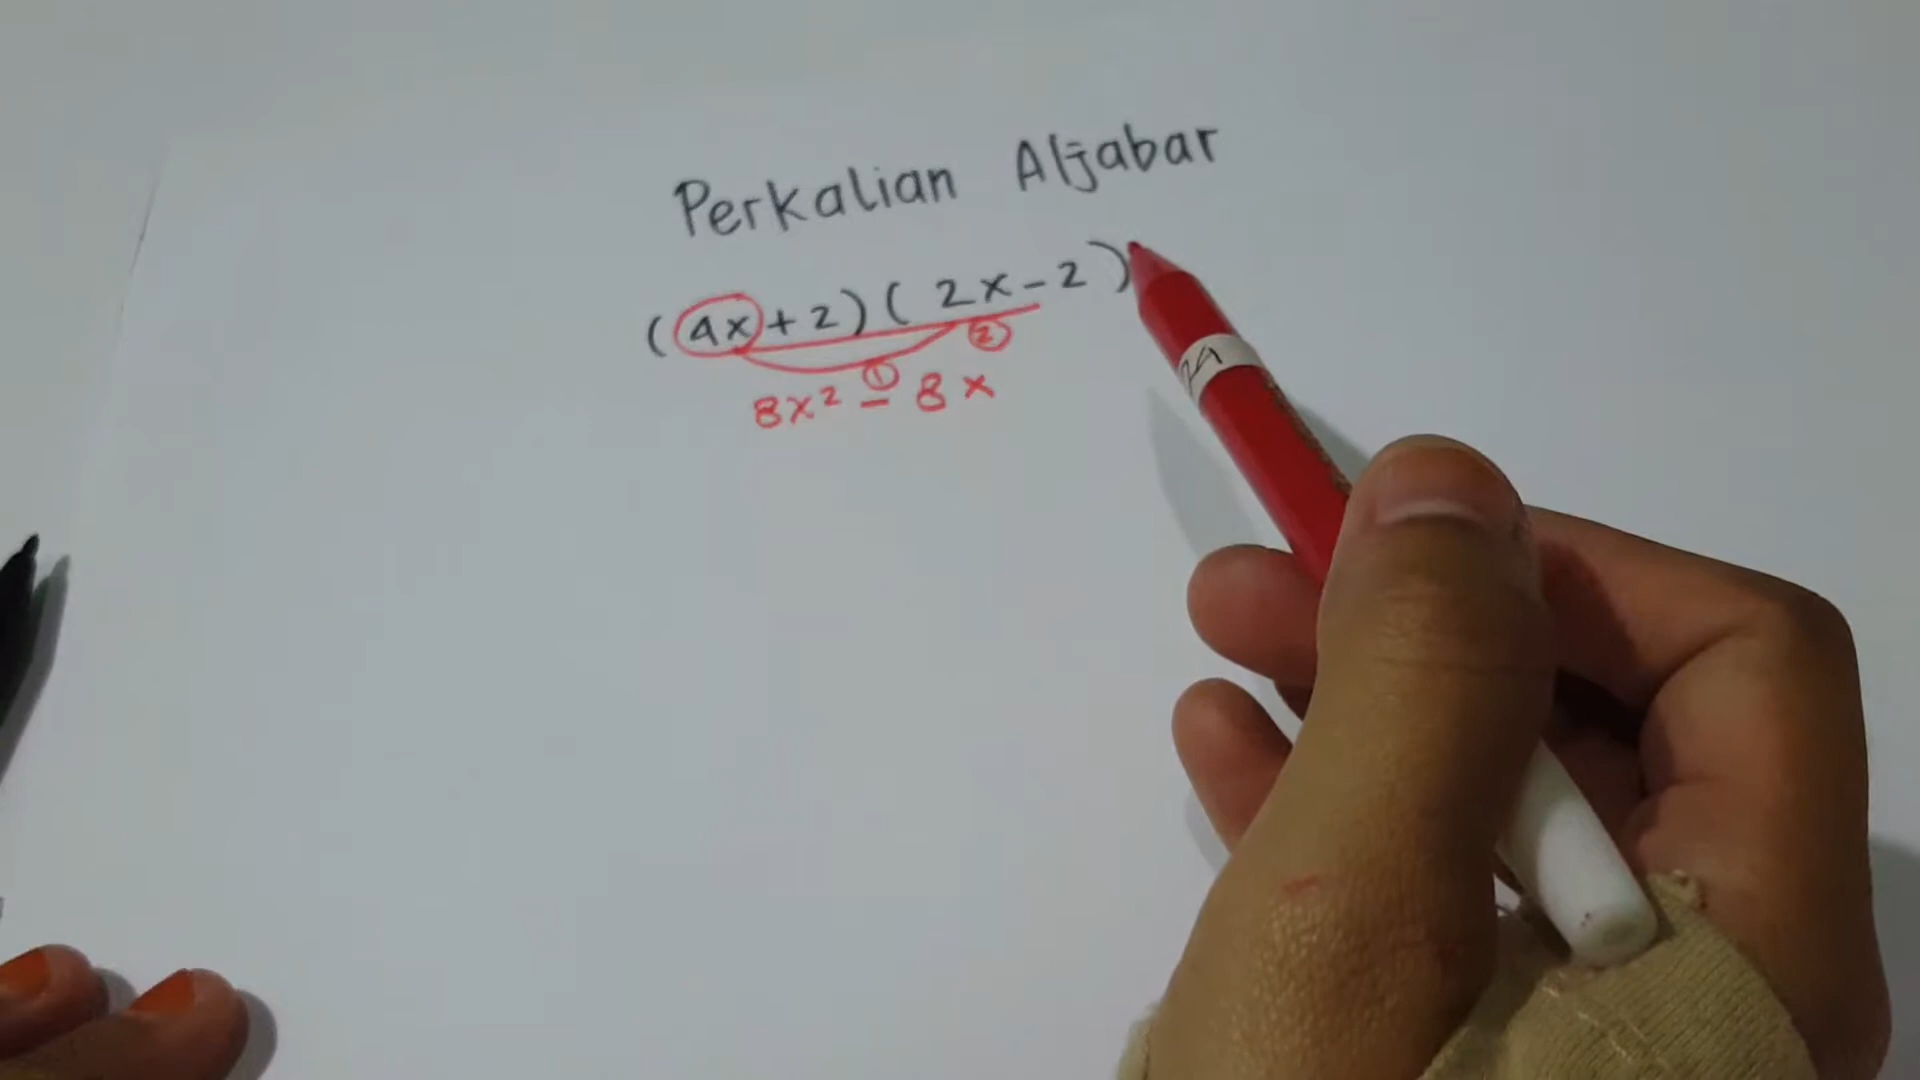 Perkalian Aljabar
(4x+2)(2x-2)
① ②
8x² - 8x